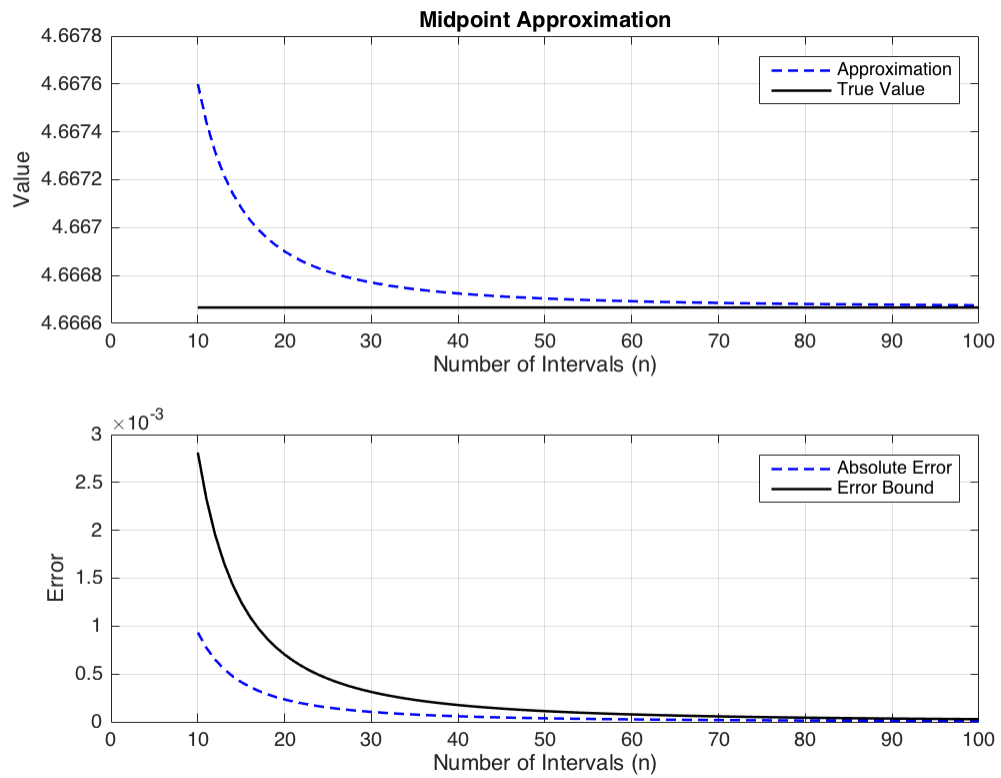 Midpoint Approximation
4.6678
4.6676
4.6674
4.6672
4.667
4.6668
4.6666
Value
Approximation
True Value
0 10 20 30 40 50 60 70 80 90 100
Number of Intervals (n)
×10-3
3
2.5
2
1.5
1
0.5
0
Error
Absolute Error
Error Bound
0 10 20 30 40 50 60 70 80 90 100
Number of Intervals (n)